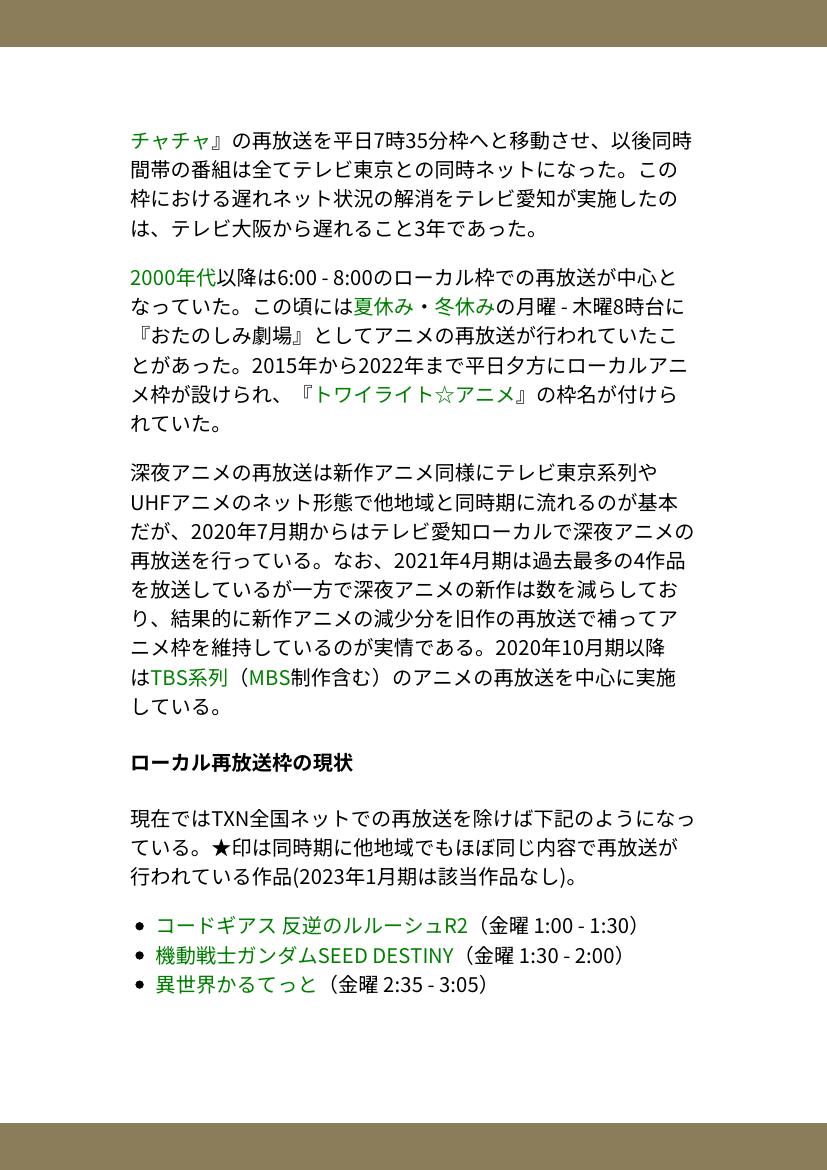 チャチャ』の再放送を平日7時35分枠へと移動させ、以後同時
間帯の番組は全てテレビ東京との同時ネットになった。この
枠における遅れネット状況の解消をテレビ愛知が実施したの
は、テレビ大阪から遅れること3年であった。
2000年代以降は6:00 - 8:00のローカル枠での再放送が中心と
なっていた。この頃には夏休み・冬休みの月曜 - 木曜8時台に
『おたのしみ劇場』としてアニメの再放送が行われていたこ
とがあった。2015年から2022年まで平日夕方にローカルアニ
メ枠が設けられ、『トワイライト☆アニメ』の枠名が付けら
れていた。
深夜アニメの再放送は新作アニメ同様にテレビ東京系列や
UHFアニメのネット形態で他地域と同時期に流れるのが基本
だが、2020年7月期からはテレビ愛知ローカルで深夜アニメの
再放送を行っている。なお、2021年4月期は過去最多の4作品
を放送しているが一方で深夜アニメの新作は数を減らしてお
り、結果的に新作アニメの減少分を旧作の再放送で補ってア
ニメ枠を維持しているのが実情である。2020年10月期以降
はTBS系列（MBS制作含む）のアニメの再放送を中心に実施
している。
ローカル再放送枠の現状
現在ではTXN全国ネットでの再放送を除けば下記のようになっ
ている。★印は同時期に他地域でもほぼ同じ内容で再放送が
行われている作品(2023年1月期は該当作品なし)。
• コードギアス 反逆のルルーシュR2（金曜 1:00 - 1:30）
• 機動戦士ガンダムSEED DESTINY（金曜 1:30 - 2:00）
• 異世界かるてっと（金曜 2:35 - 3:05）